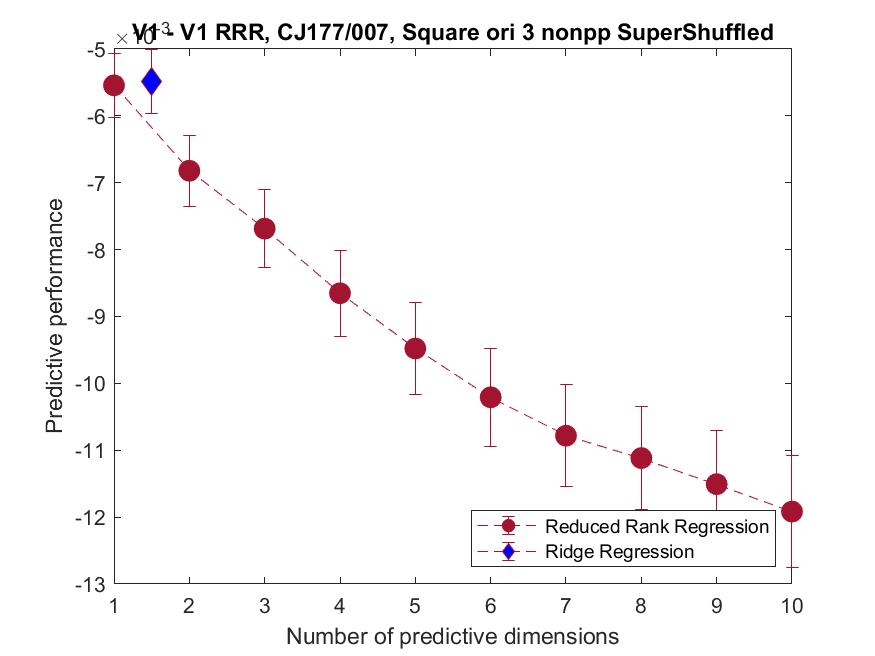 ×10-3
V1 - V1 RRR, CJ177/007, Square ori 3 nonpp SuperShuffled
-5
-6
-7
-8
-9
-10
-11
-12
-13
Predictive performance
Reduced Rank Regression
Ridge Regression
1 2 3 4 5 6 7 8 9 10
Number of predictive dimensions